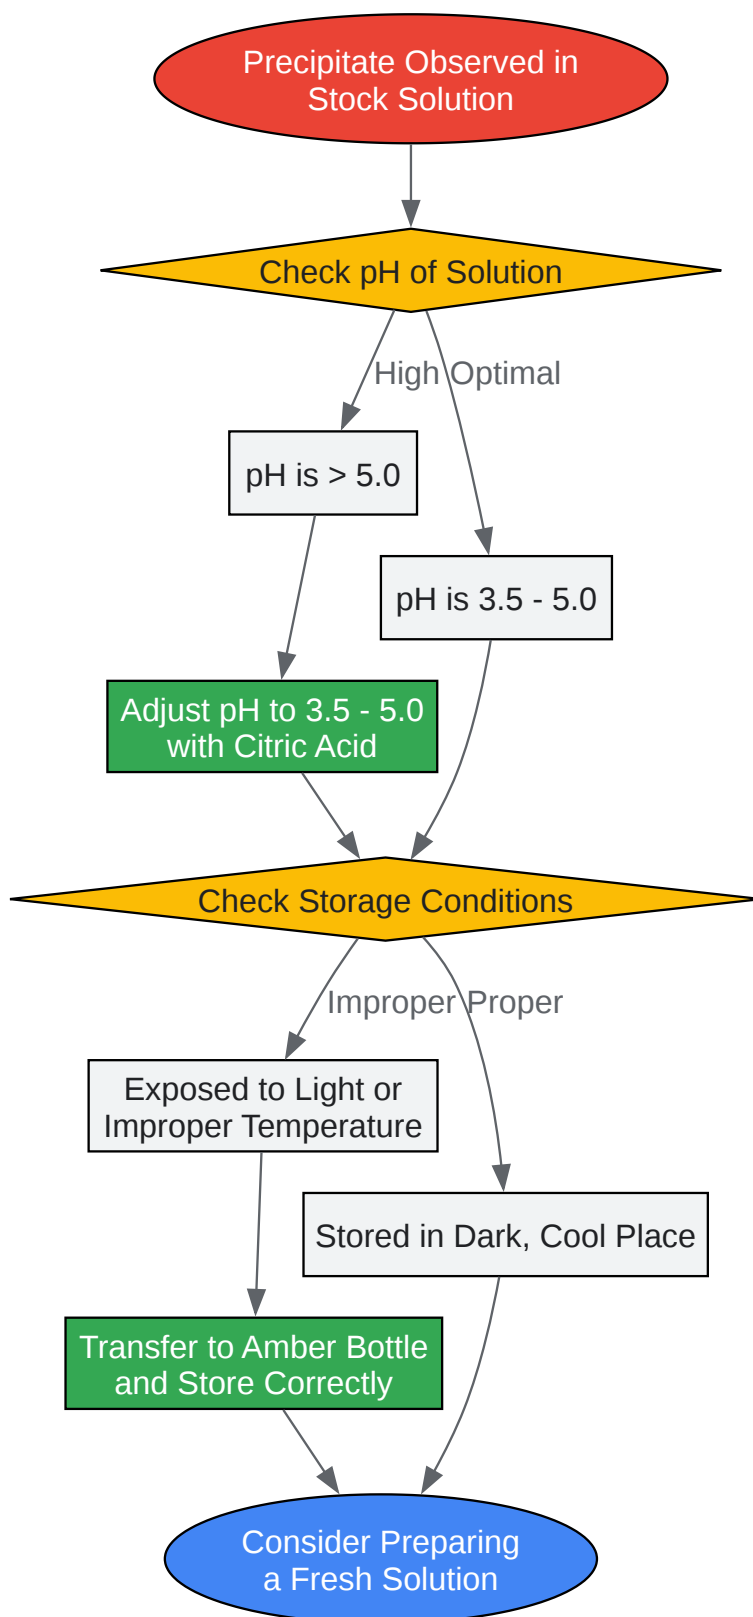 Precipitate Observed in
Stock Solution
Check pH of Solution
High
Optimal
pH is > 5.0
pH is 3.5 - 5.0
Adjust pH to 3.5 - 5.0
with Citric Acid
Check Storage Conditions
Improper
Proper
Exposed to Light or
Improper Temperature
Stored in Dark, Cool Place
Transfer to Amber Bottle
and Store Correctly
Consider Preparing
a Fresh Solution